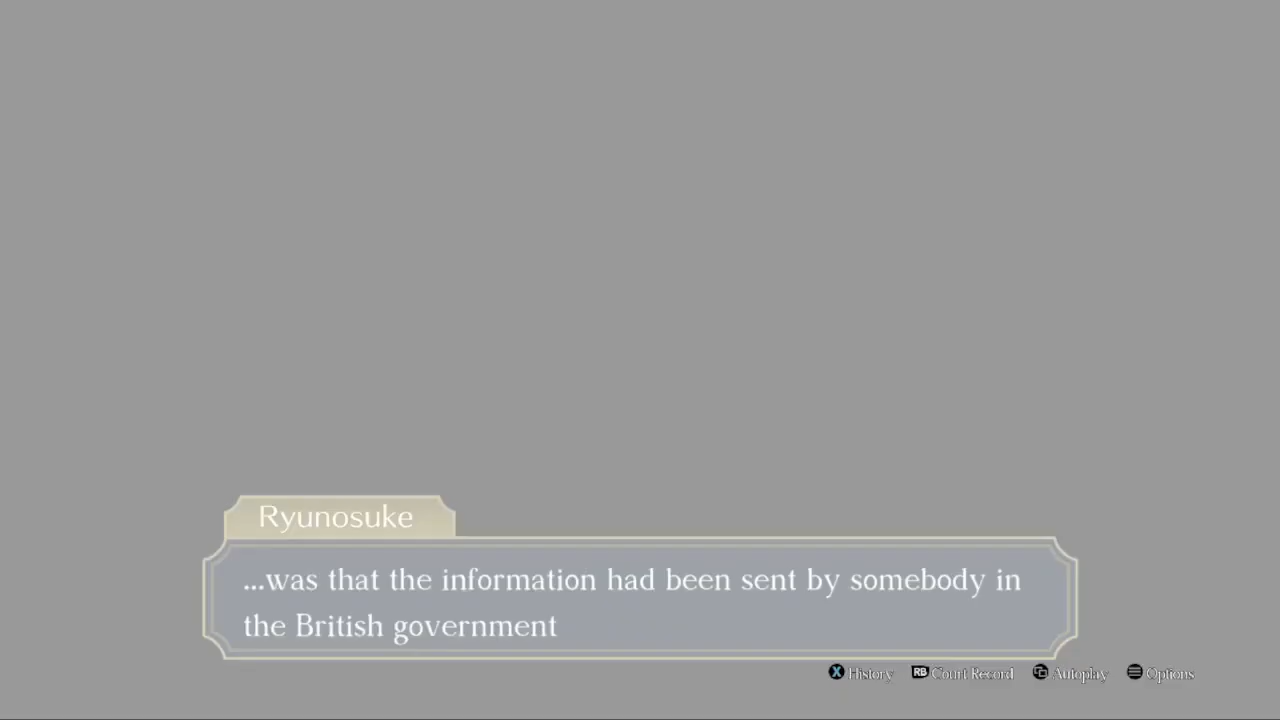 Ryunosuke
...was that the information had been sent by somebody in
the British government
X History RB Court Record Autoplay Options